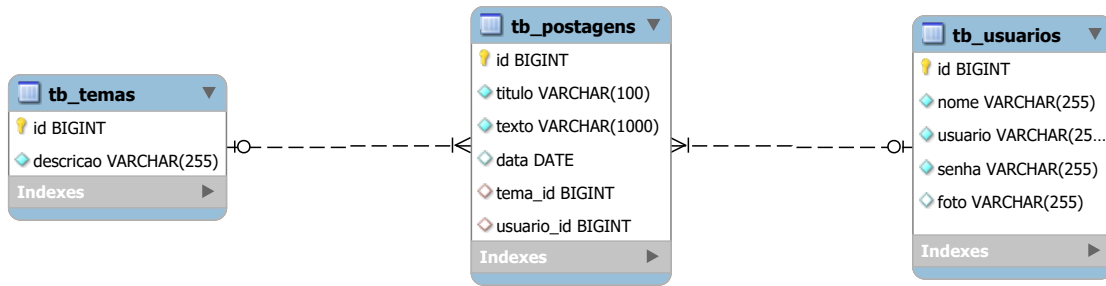 tb_temas
id BIGINT
descricao VARCHAR(255)
Indexes
tb_postagens
id BIGINT
titulo VARCHAR(100)
texto VARCHAR(1000)
data DATE
tema_id BIGINT
usuario_id BIGINT
Indexes
tb_usuarios
id BIGINT
nome VARCHAR(255)
usuario VARCHAR(25...
senha VARCHAR(255)
foto VARCHAR(255)
Indexes